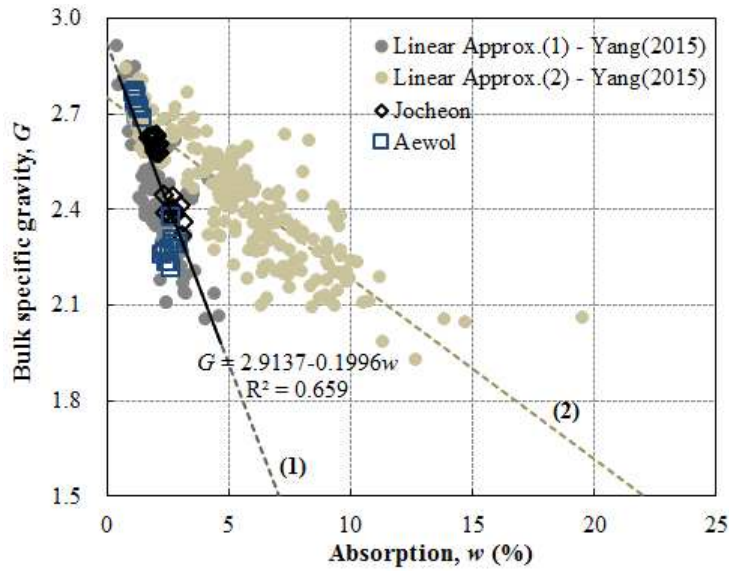 3.0
2.7
2.4
2.1
1.8
1.5
Bulk specific gravity, G
Linear Approx.(1) - Yang(2015)
Linear Approx.(2) - Yang(2015)
Jocheon
Aewol
G = 2.9137-0.1996w
R² = 0.659
(1)
(2)
0 5 10 15 20 25
Absorption, w (%)